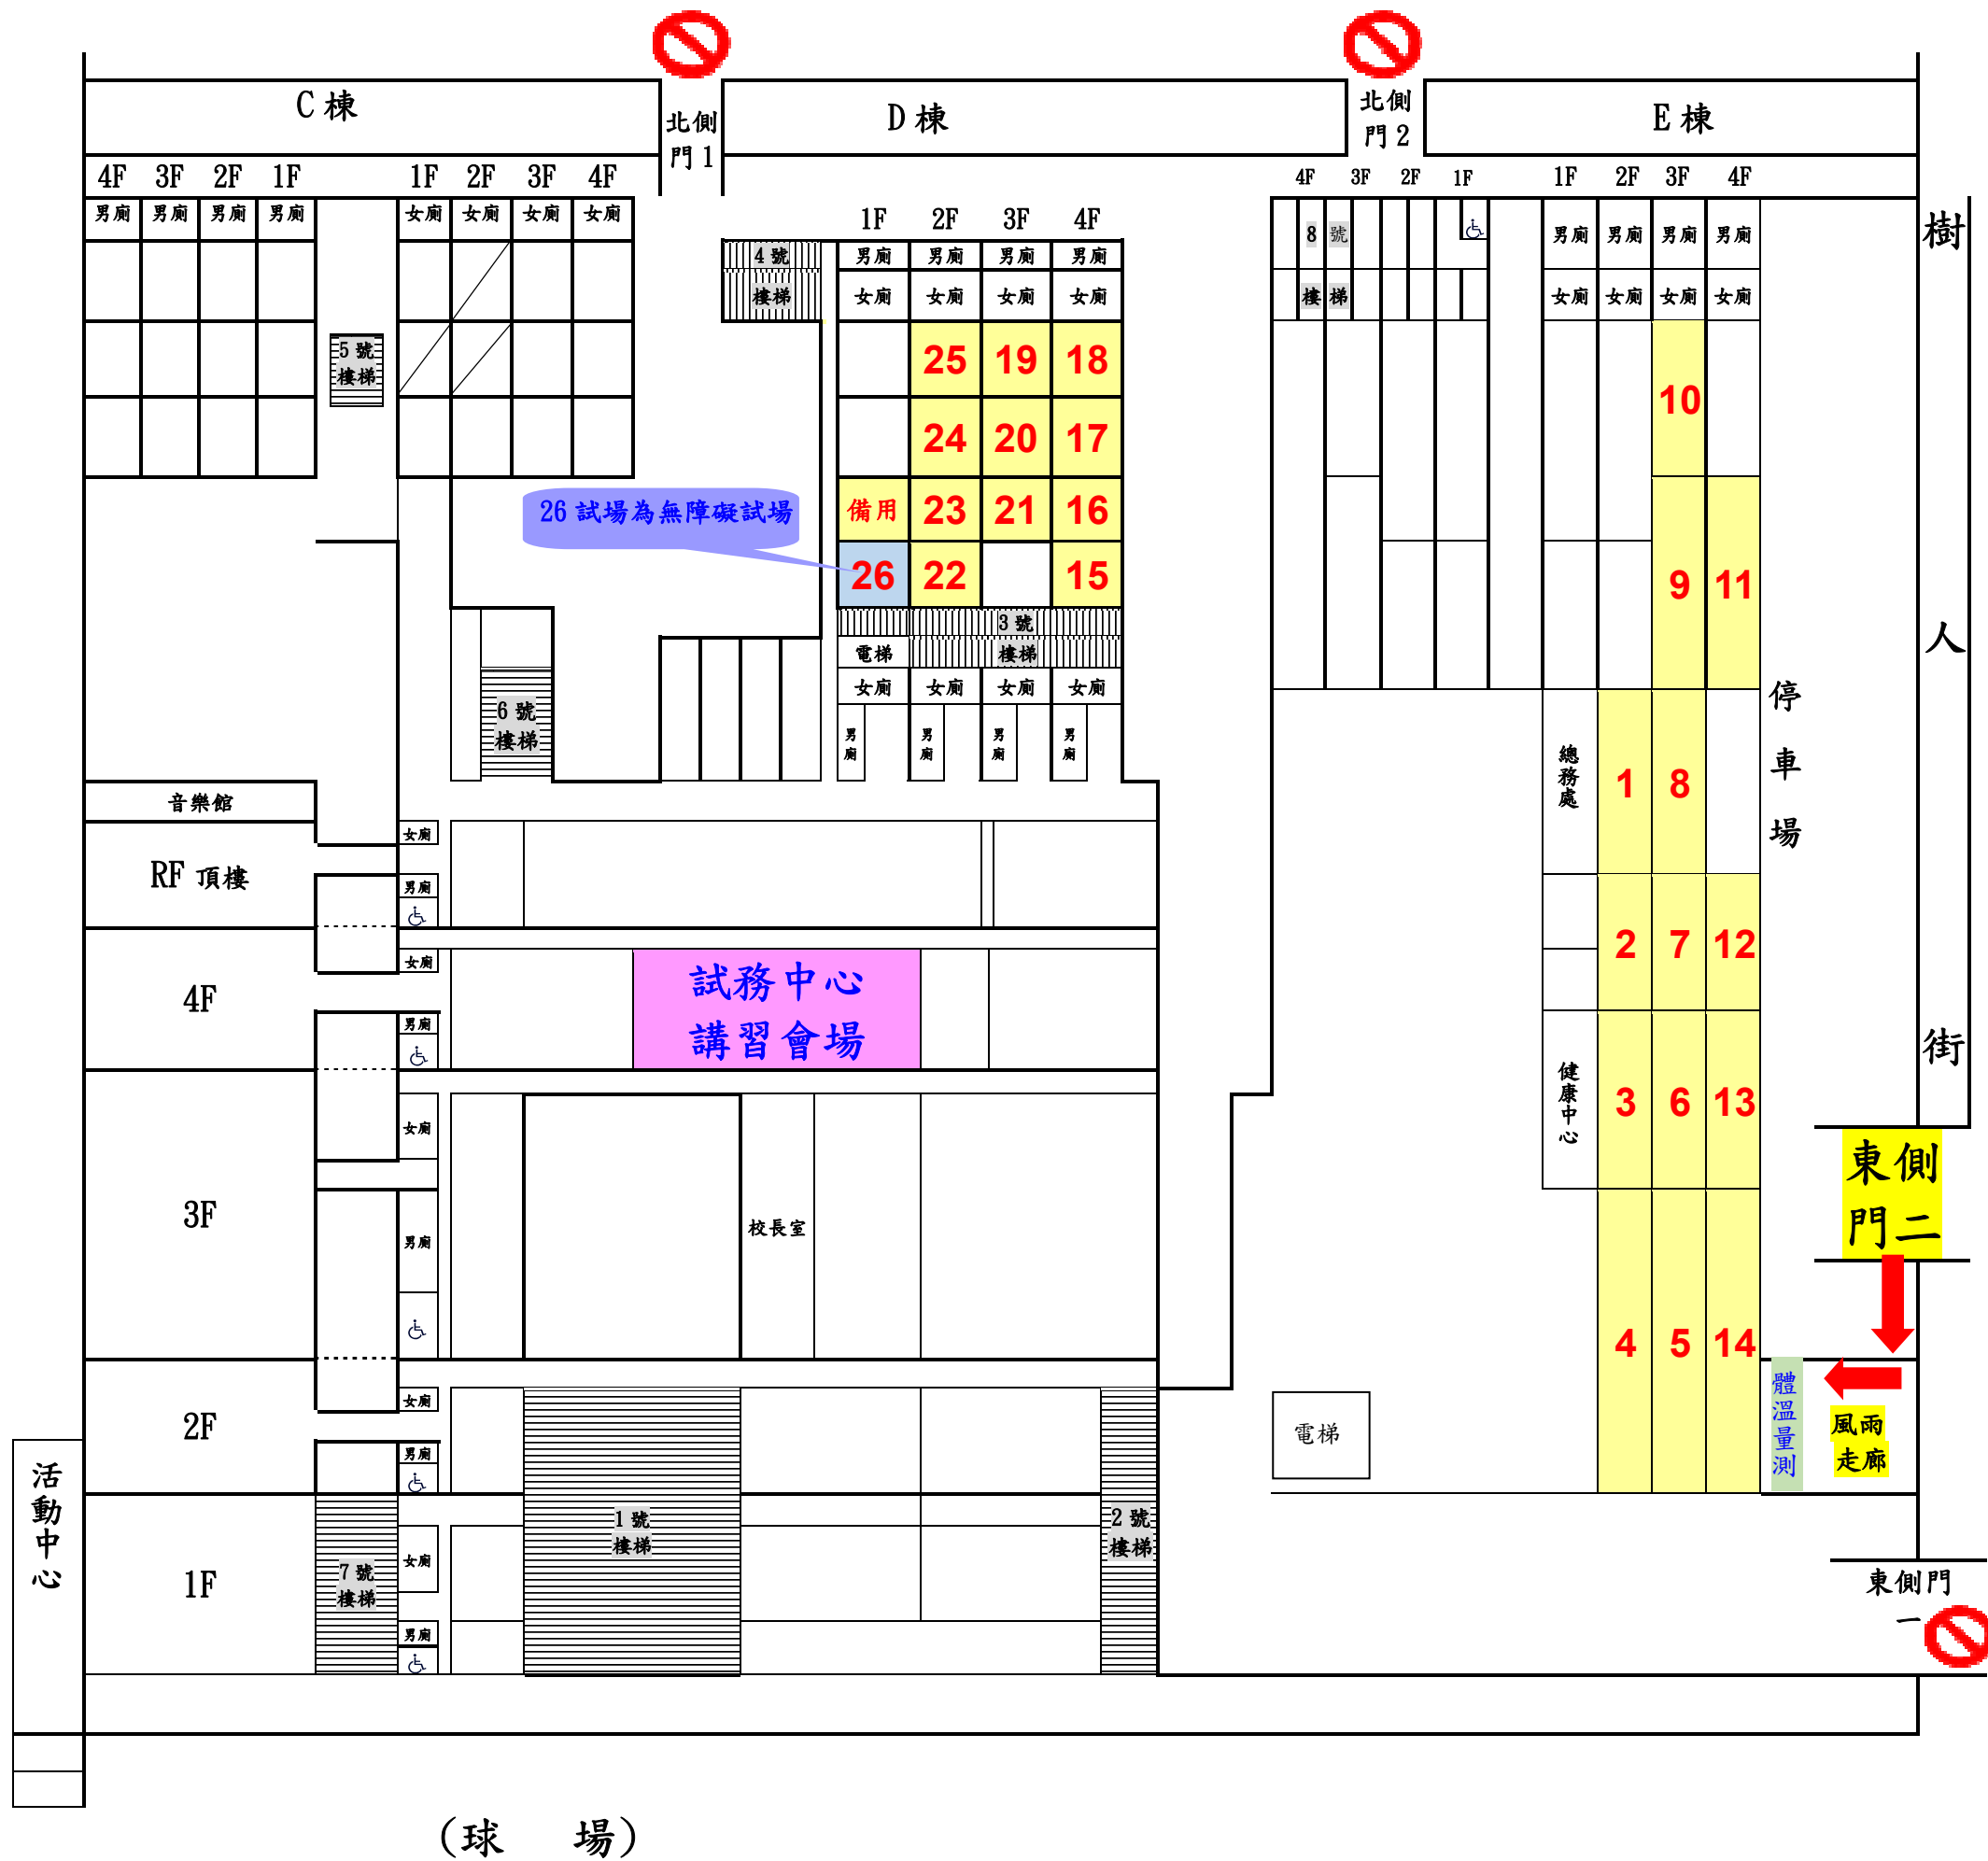 C棟
北側
門1
D棟
北側
門2
E棟
4F 3F 2F 1F 1F 2F 3F 4F
4F 3F 2F 1F
1F 2F 3F 4F
男廁 男廁 男廁 男廁 女廁 女廁 女廁 女廁
1F 2F 3F 4F
8 號
樓 梯
男廁 男廁 男廁 男廁
女廁 女廁 女廁 女廁
樹
人
街
4號
樓梯
男廁 男廁 男廁 男廁
女廁 女廁 女廁 女廁
5號
樓梯
25 19 18
24 20 17
備用 23 21 16
26 22 15
26 試場為無障礙試場
10
9 11
3號
樓梯
電梯
女廁 女廁 女廁 女廁
男廁 男廁 男廁 男廁
6號
樓梯
停
車
場
總務處
1 8
2 7 12
健康中心
3 6 13
4 5 14
音樂館
RF 頂樓
女廁
男廁
4F
女廁
男廁
試務中心
講習會場
3F
女廁
男廁
校長室
東側
門二
2F
女廁
男廁
電梯
體溫量測
風雨
走廊
活動中心
1F
7號
樓梯
女廁
男廁
1號
樓梯
2號
樓梯
東側門
一
(球 場)